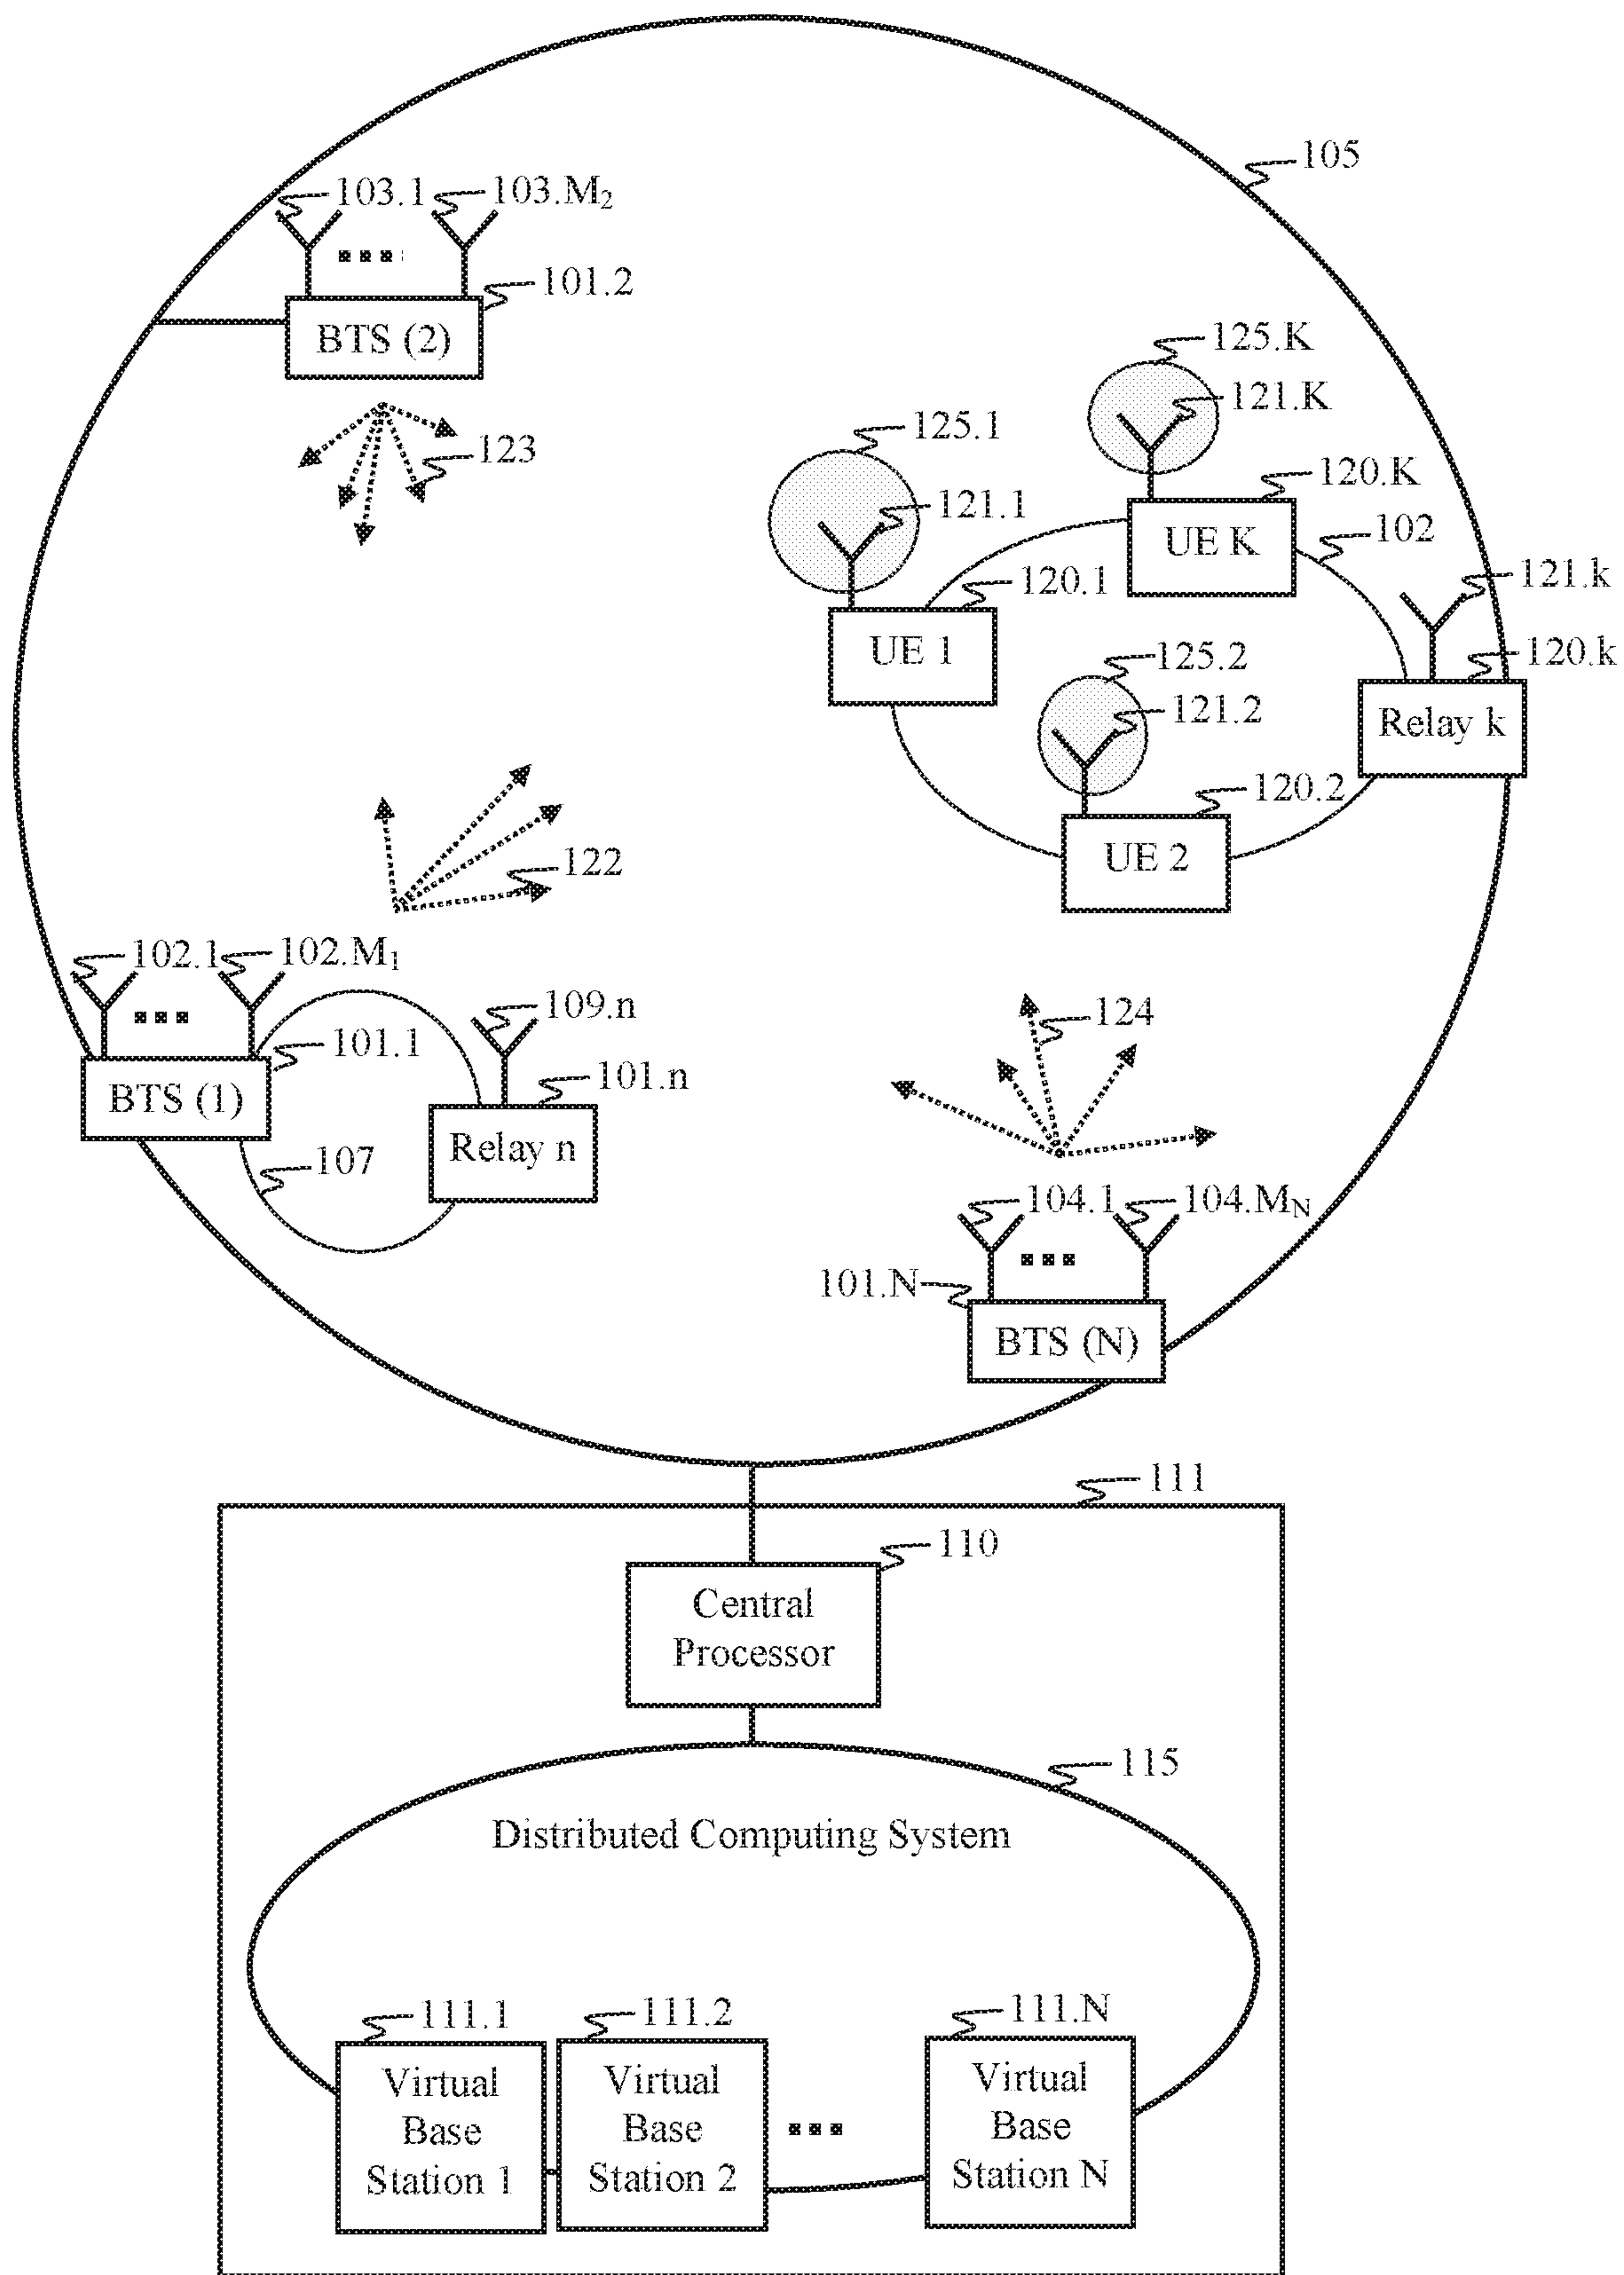 105
103.1
103.M2
101.2
BTS (2)
123
125.K
121.K
125.1
121.1
120.K
UE K
102
120.1
UE 1
121.k
120.k
Relay k
125.2
121.2
120.2
UE 2
122
102.1
102.M1
101.1
BTS (1)
109.n
101.n
Relay n
107
124
104.1
104.MN
101.N
BTS (N)
111
110
Central
Processor
115
Distributed Computing System
111.1
Virtual
Base
Station 1
111.2
Virtual
Base
Station 2
111.N
Virtual
Base
Station N